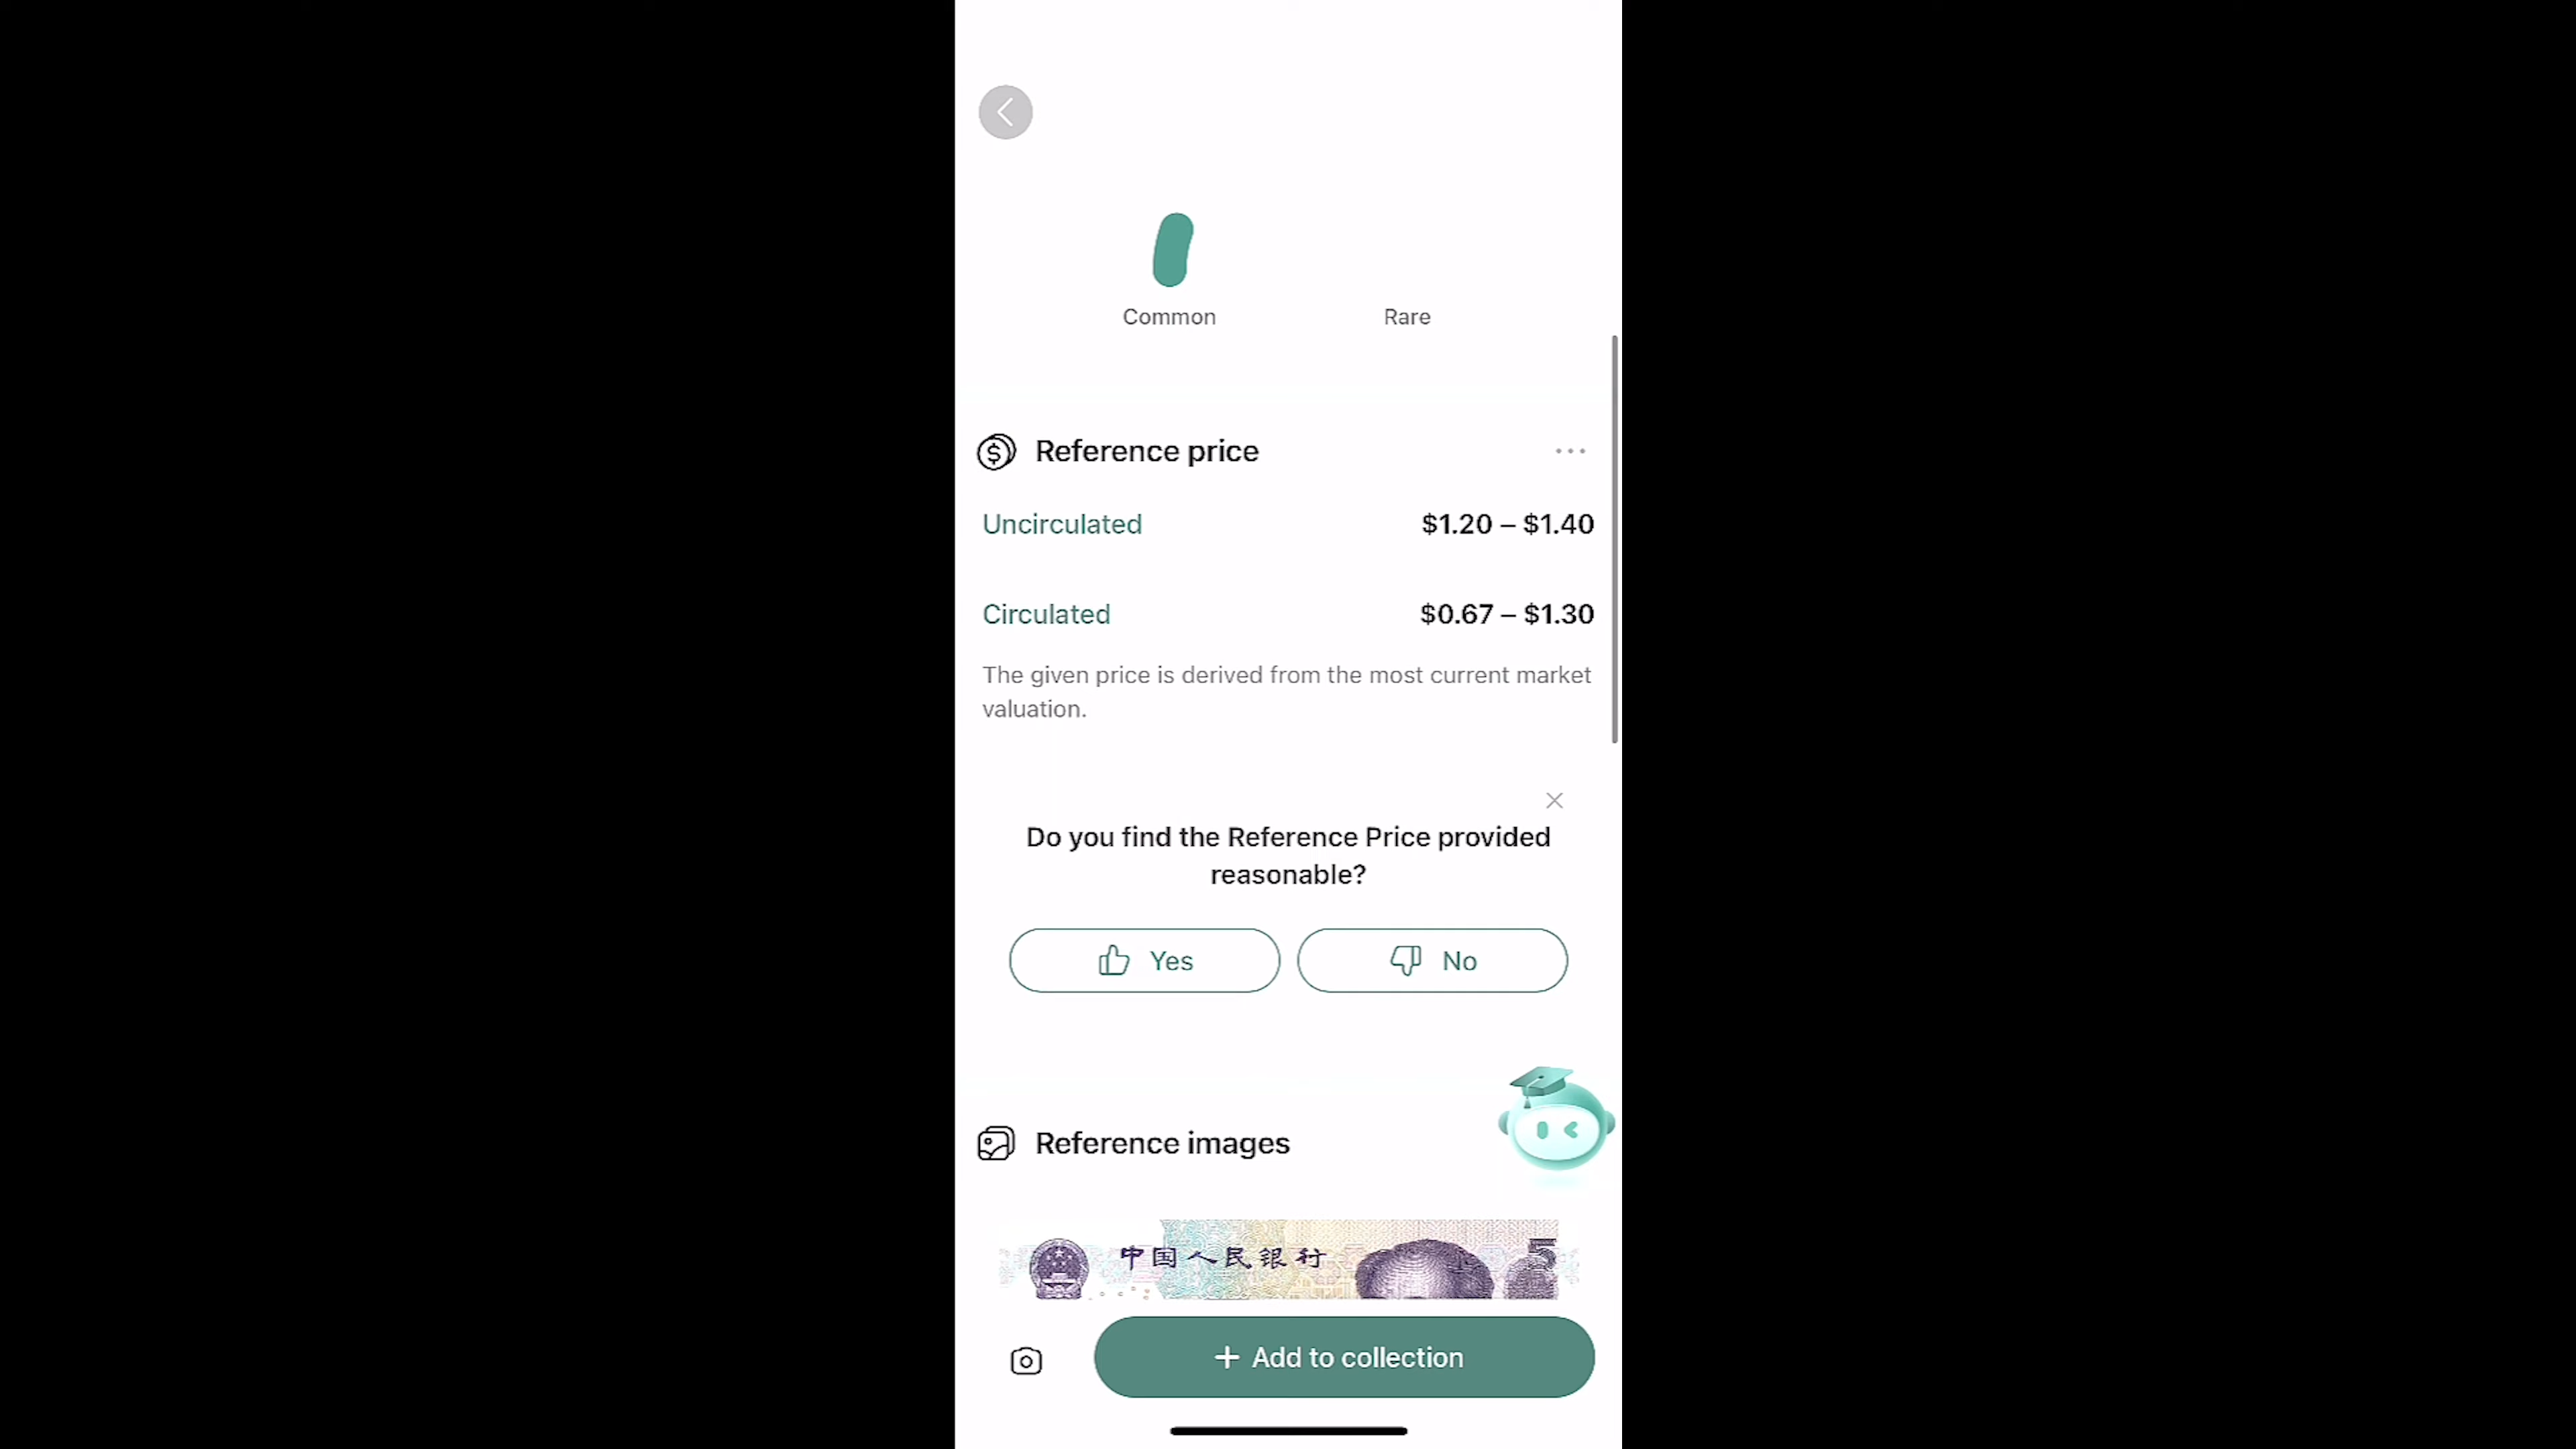 Common
Rare
Reference price
Uncirculated
$1.20 – $1.40
Circulated
$0.67 – $1.30
The given price is derived from the most current market
valuation.
Do you find the Reference Price provided
reasonable?
Yes
No
Reference images
中国人民银行
5
+ Add to collection